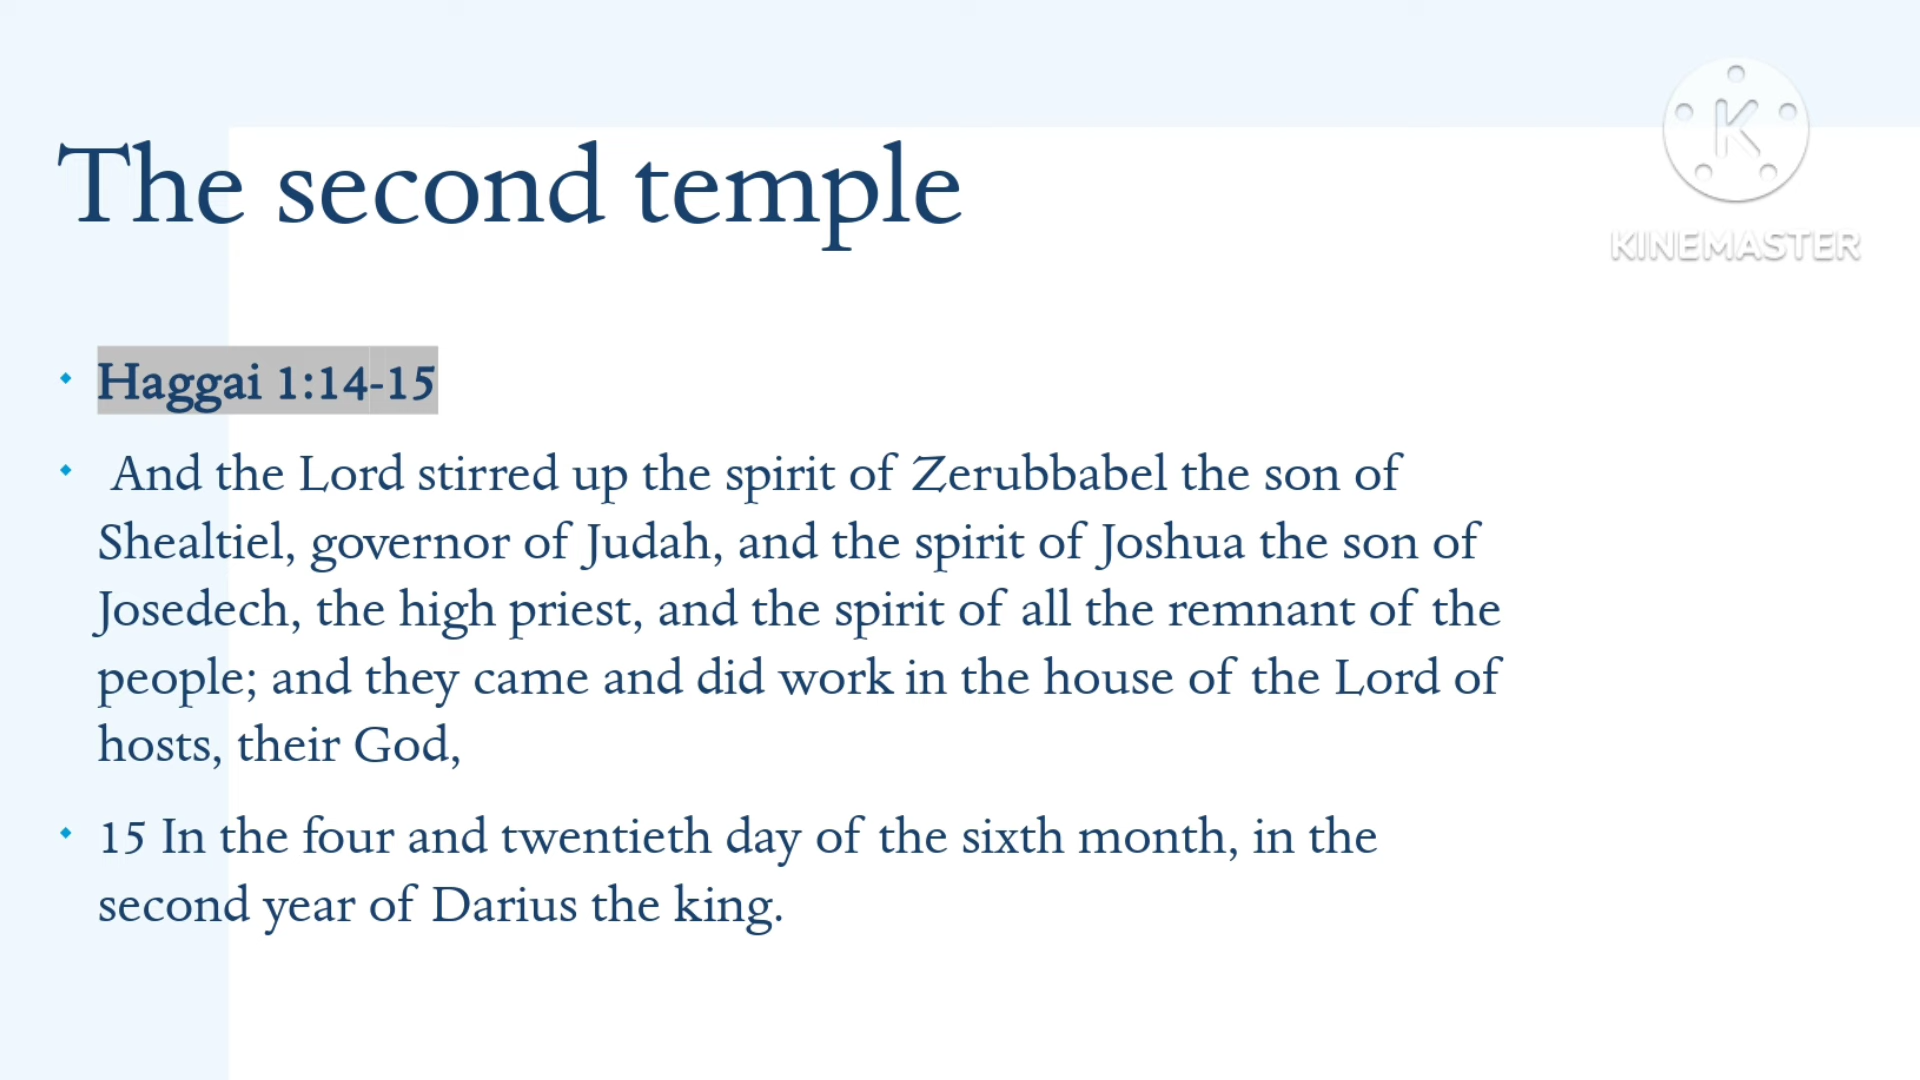 The second temple
K
KINEMASTER
Haggai 1:14-15
And the Lord stirred up the spirit of Zerubbabel the son of
Shealtiel, governor of Judah, and the spirit of Joshua the son of
Josedech, the high priest, and the spirit of all the remnant of the
people; and they came and did work in the house of the Lord of
hosts, their God,
15 In the four and twentieth day of the sixth month, in the
second year of Darius the king.